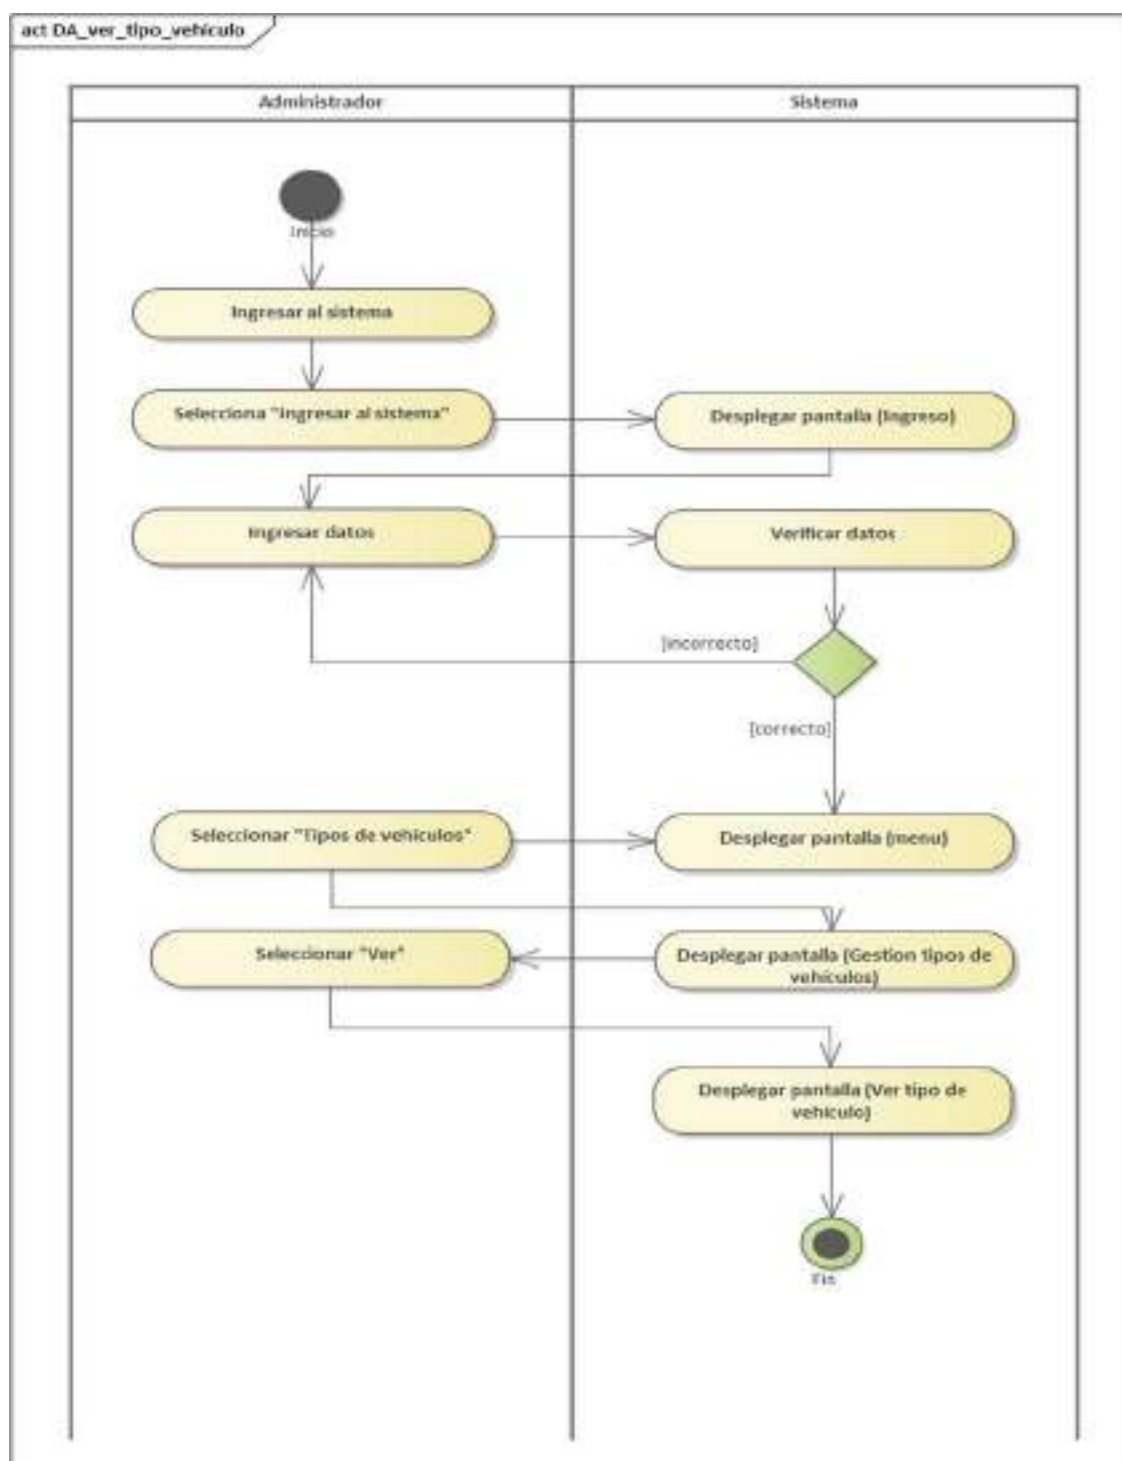 act DA_ver_tipo_vehiculo
Administrador
Sistema
Inicio
Ingresar al sistema
Selecciona "Ingresar al sistema"
Desplegar pantalla (Ingreso)
Ingresar datos
Verificar datos
[incorrecto]
[correcto]
Seleccionar "Tipos de vehiculos"
Desplegar pantalla (menu)
Seleccionar "Ver"
Desplegar pantalla (Gestion tipos de
vehiculos)
Desplegar pantalla (Ver tipo de
vehiculo)
Fin